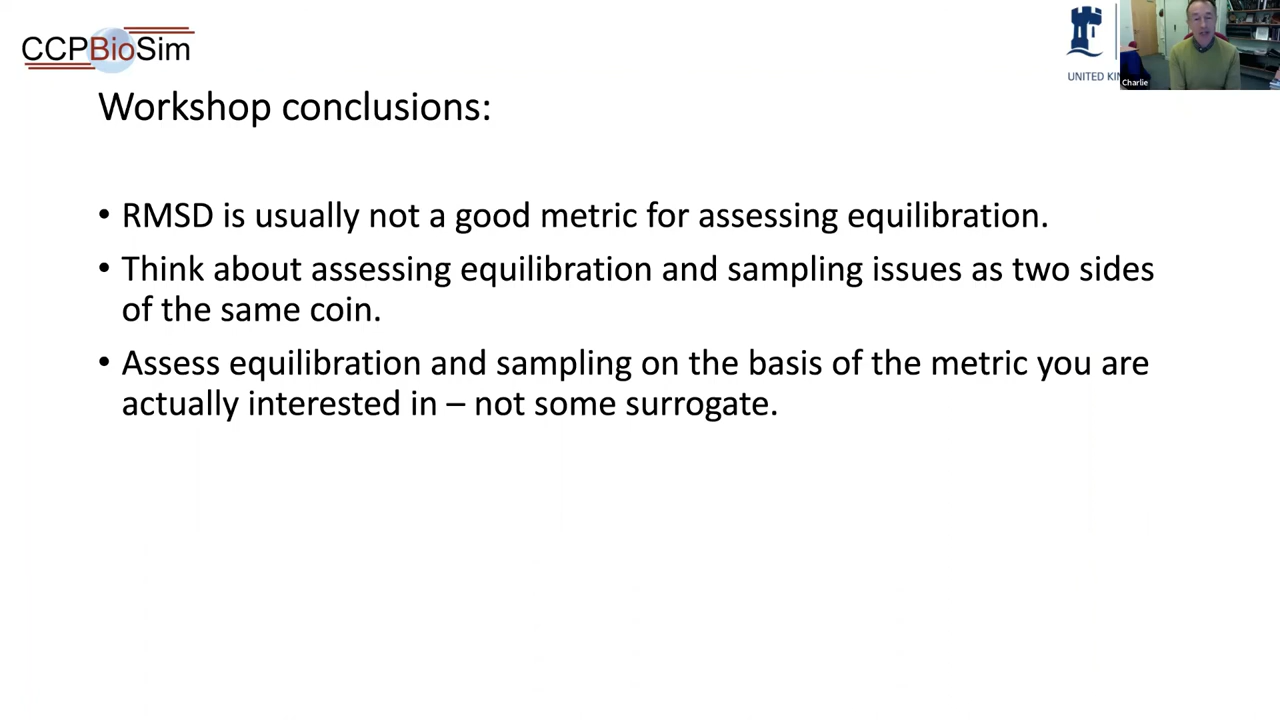 CCPBioSim
UNITED KIN
Charlie
Workshop conclusions:
• RMSD is usually not a good metric for assessing equilibration.
• Think about assessing equilibration and sampling issues as two sides
of the same coin.
• Assess equilibration and sampling on the basis of the metric you are
actually interested in – not some surrogate.